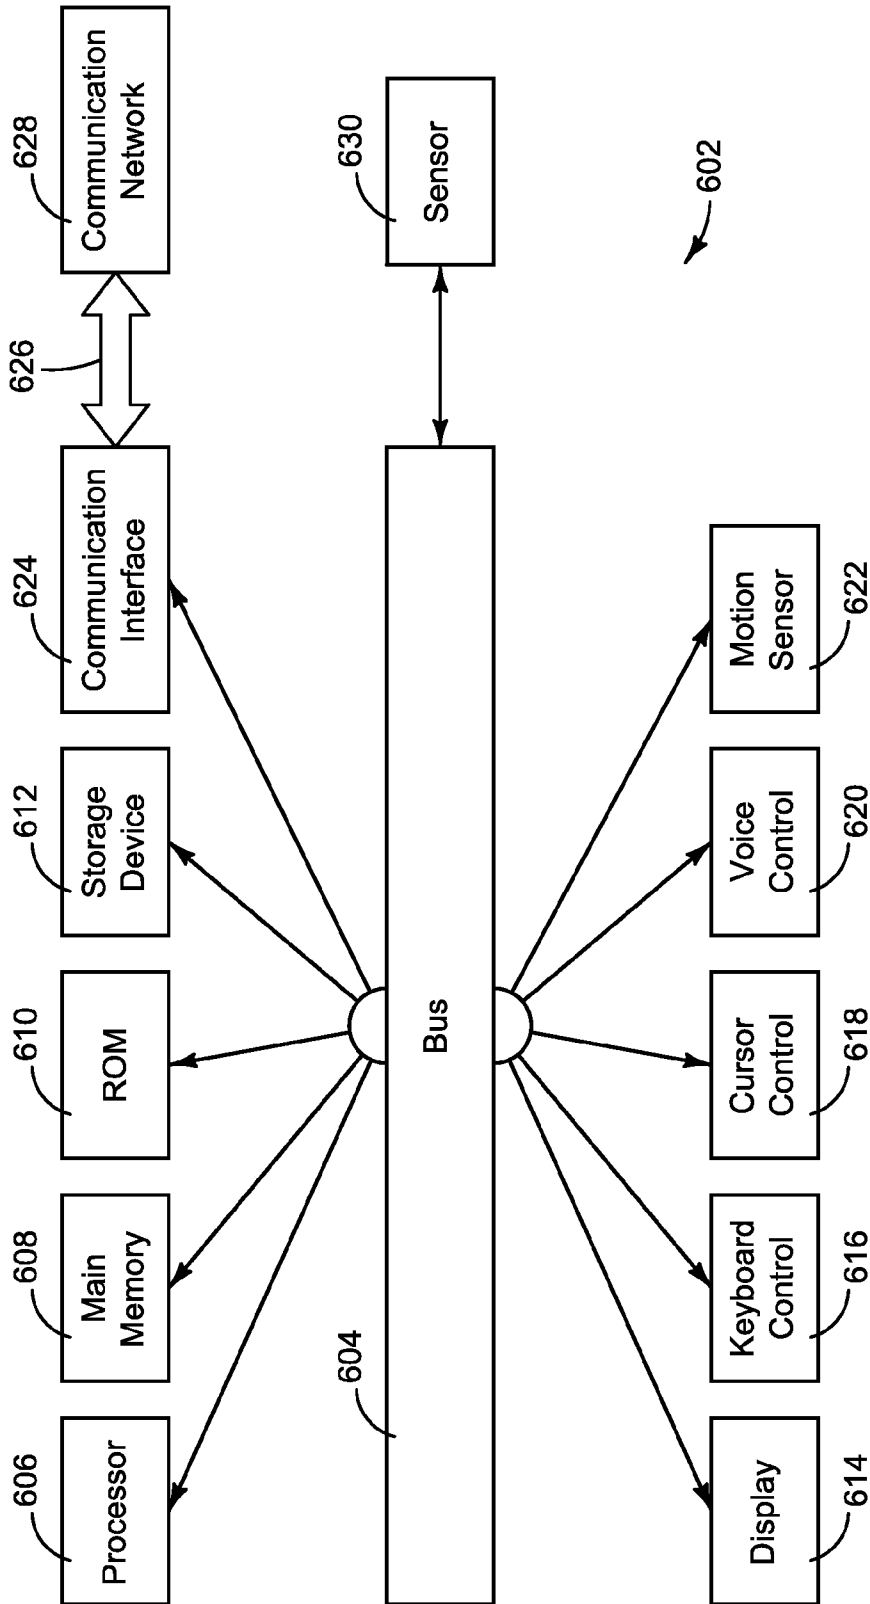 606
608
610
612
624
626
628
Processor
Main
Memory
ROM
Storage
Device
Communication
Interface
Communication
Network
604
Bus
630
Sensor
602
Display
Keyboard
Control
Cursor
Control
Voice
Control
Motion
Sensor
614
616
618
620
622